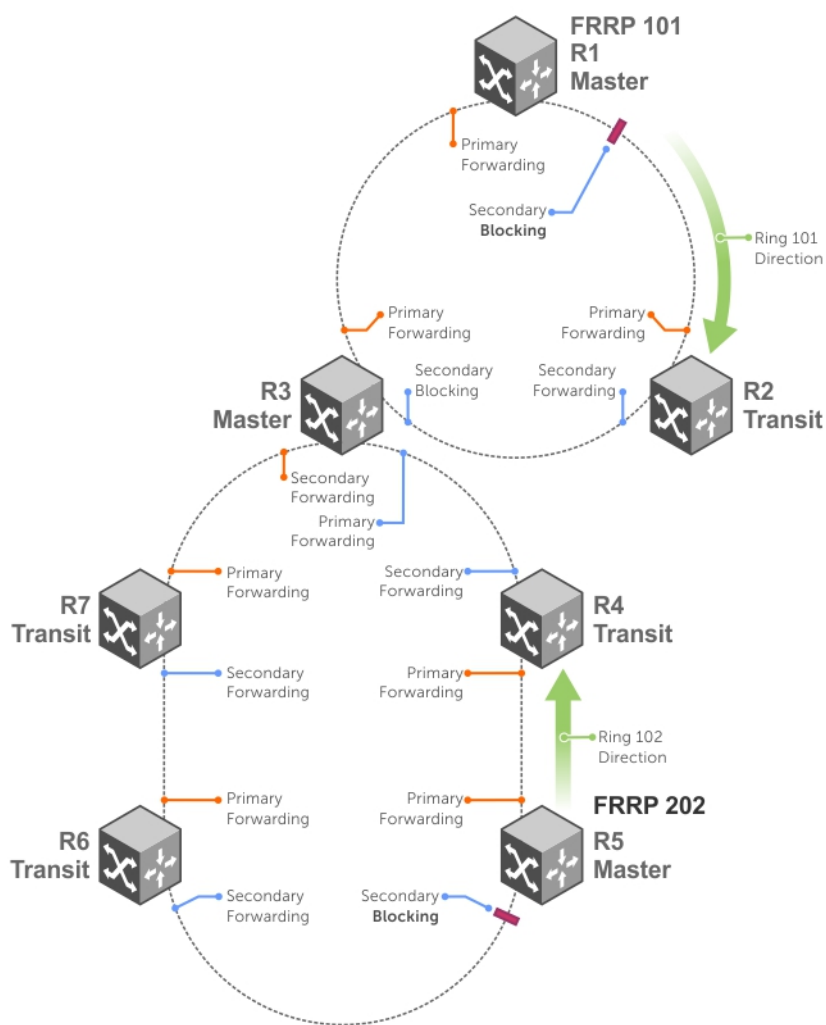 FRRP 101
R1
Master
Primary
Forwarding
Secondary
Blocking
Ring 101
Direction
Primary
Forwarding
Primary
Forwarding
R3
Master
Secondary
Blocking
Secondary
Forwarding
R2
Transit
Secondary
Forwarding
Primary
Forwarding
R7
Transit
Primary
Forwarding
Secondary
Forwarding
R4
Transit
Secondary
Forwarding
Primary
Forwarding
Ring 102
Direction
Primary
Forwarding
Primary
Forwarding
FRRP 202
R6
Transit
R5
Master
Secondary
Forwarding
Secondary
Blocking